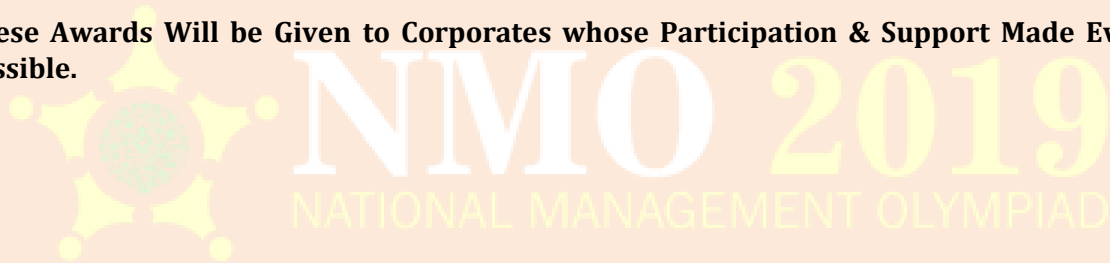 ese Awards Will be Given to Corporates whose Participation & Support Made Ev
ssible.
NMO 2019
NATIONAL MANAGEMENT OLYMPIAD